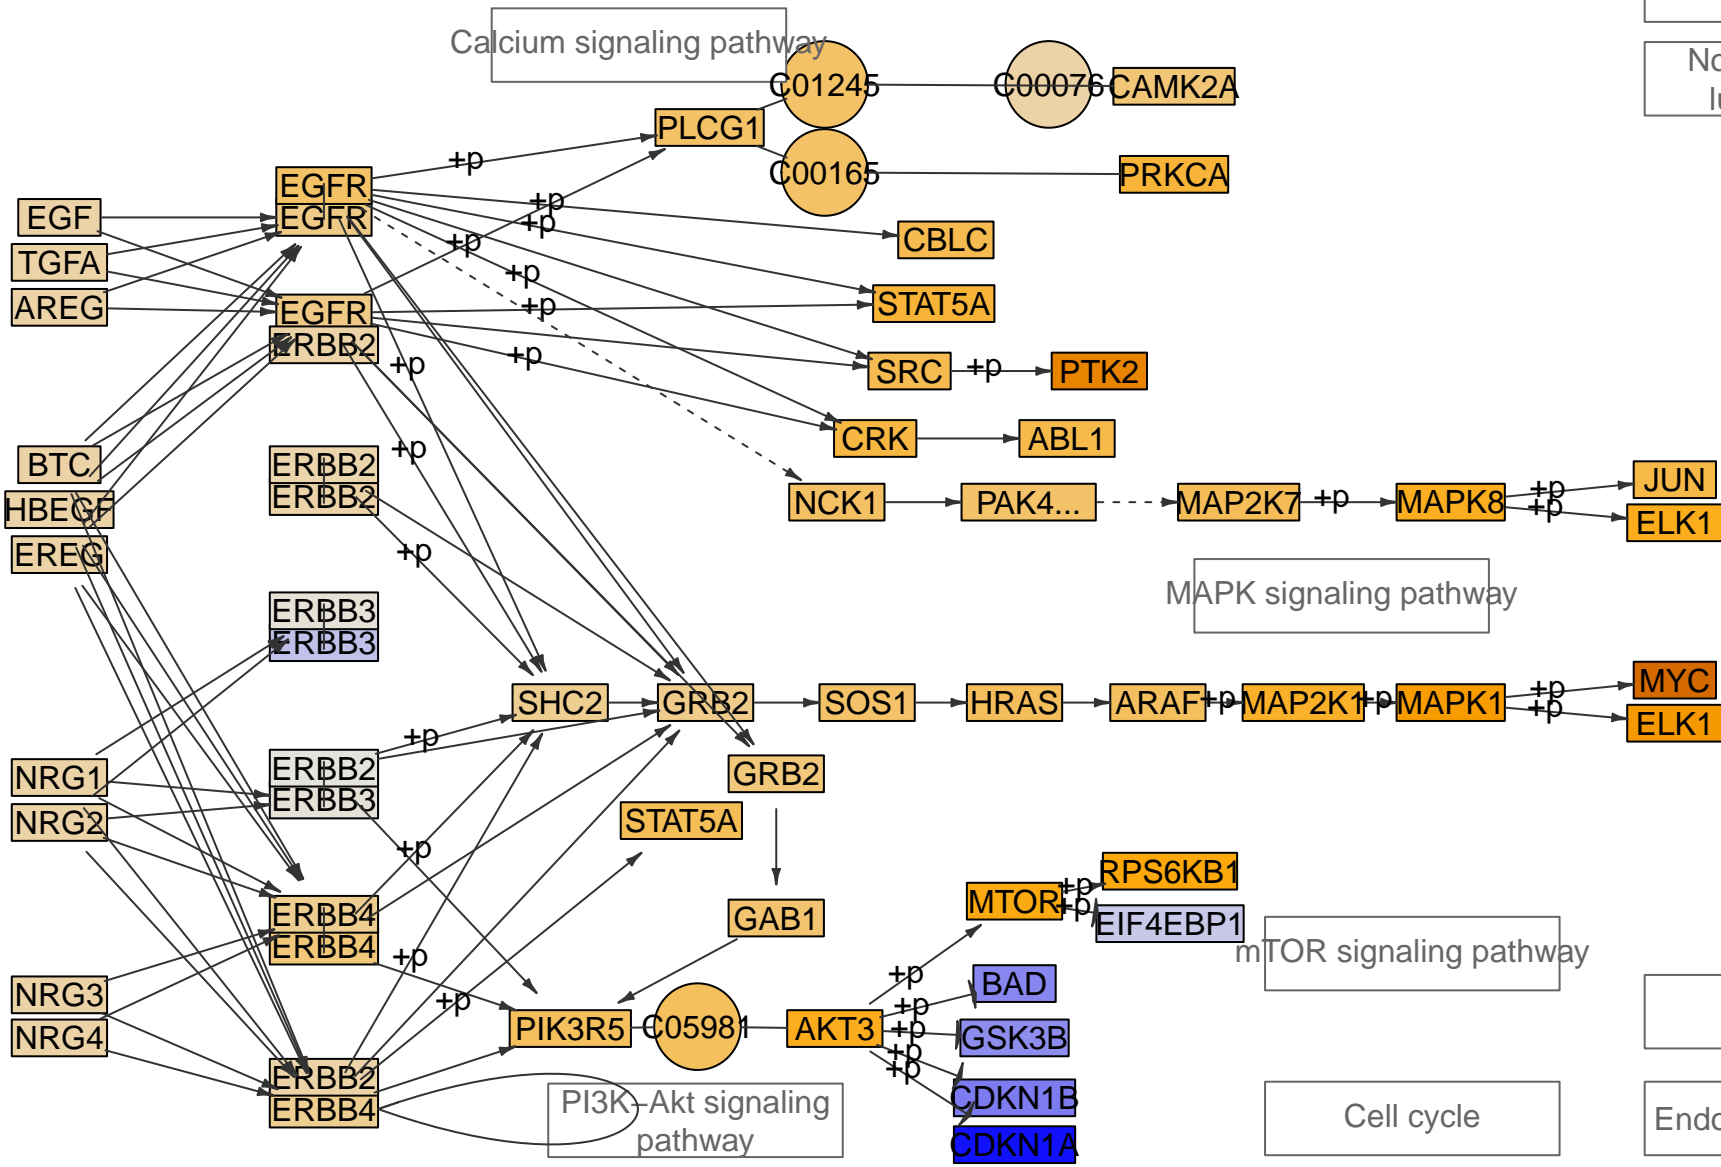 Calcium signaling pathway
C01245
C00076
CAMK2A
No
lu
PLCG1
+p
C00165
PRKCA
EGFR
EGF
EGFR
+p
+p
CBLC
TGFA
+p
+p
AREG
EGFR
+p
STAT5A
ERBB2
+p
+p
SRC
+p
PTK2
CRK
ABL1
BTC
ERBB2
+p
ERBB2
HBEGF
NCK1
PAK4...
MAP2K7
+p
MAPK8
+p
+p
JUN
ELK1
EREG
+p
MAPK signaling pathway
ERBB3
ERBB3
SHC2
GRB2
SOS1
HRAS
ARAF
+p
MAP2K1
+p
MAPK1
+p
+p
MYC
ELK1
+p
NRG1
ERBB2
ERBB3
GRB2
NRG2
STAT5A
+p
ERBB4
ERBB4
GAB1
MTOR
+p
+p
RPS6KB1
EIF4EBP1
mTOR signaling pathway
+p
+p
NRG3
+p
+p
BAD
NRG4
PIK3R5
C05981
AKT3
+p
GSK3B
+p
+p
ERBB2
ERBB4
PI3K−Akt signaling
pathway
CDKN1B
CDKN1A
Cell cycle
Endo